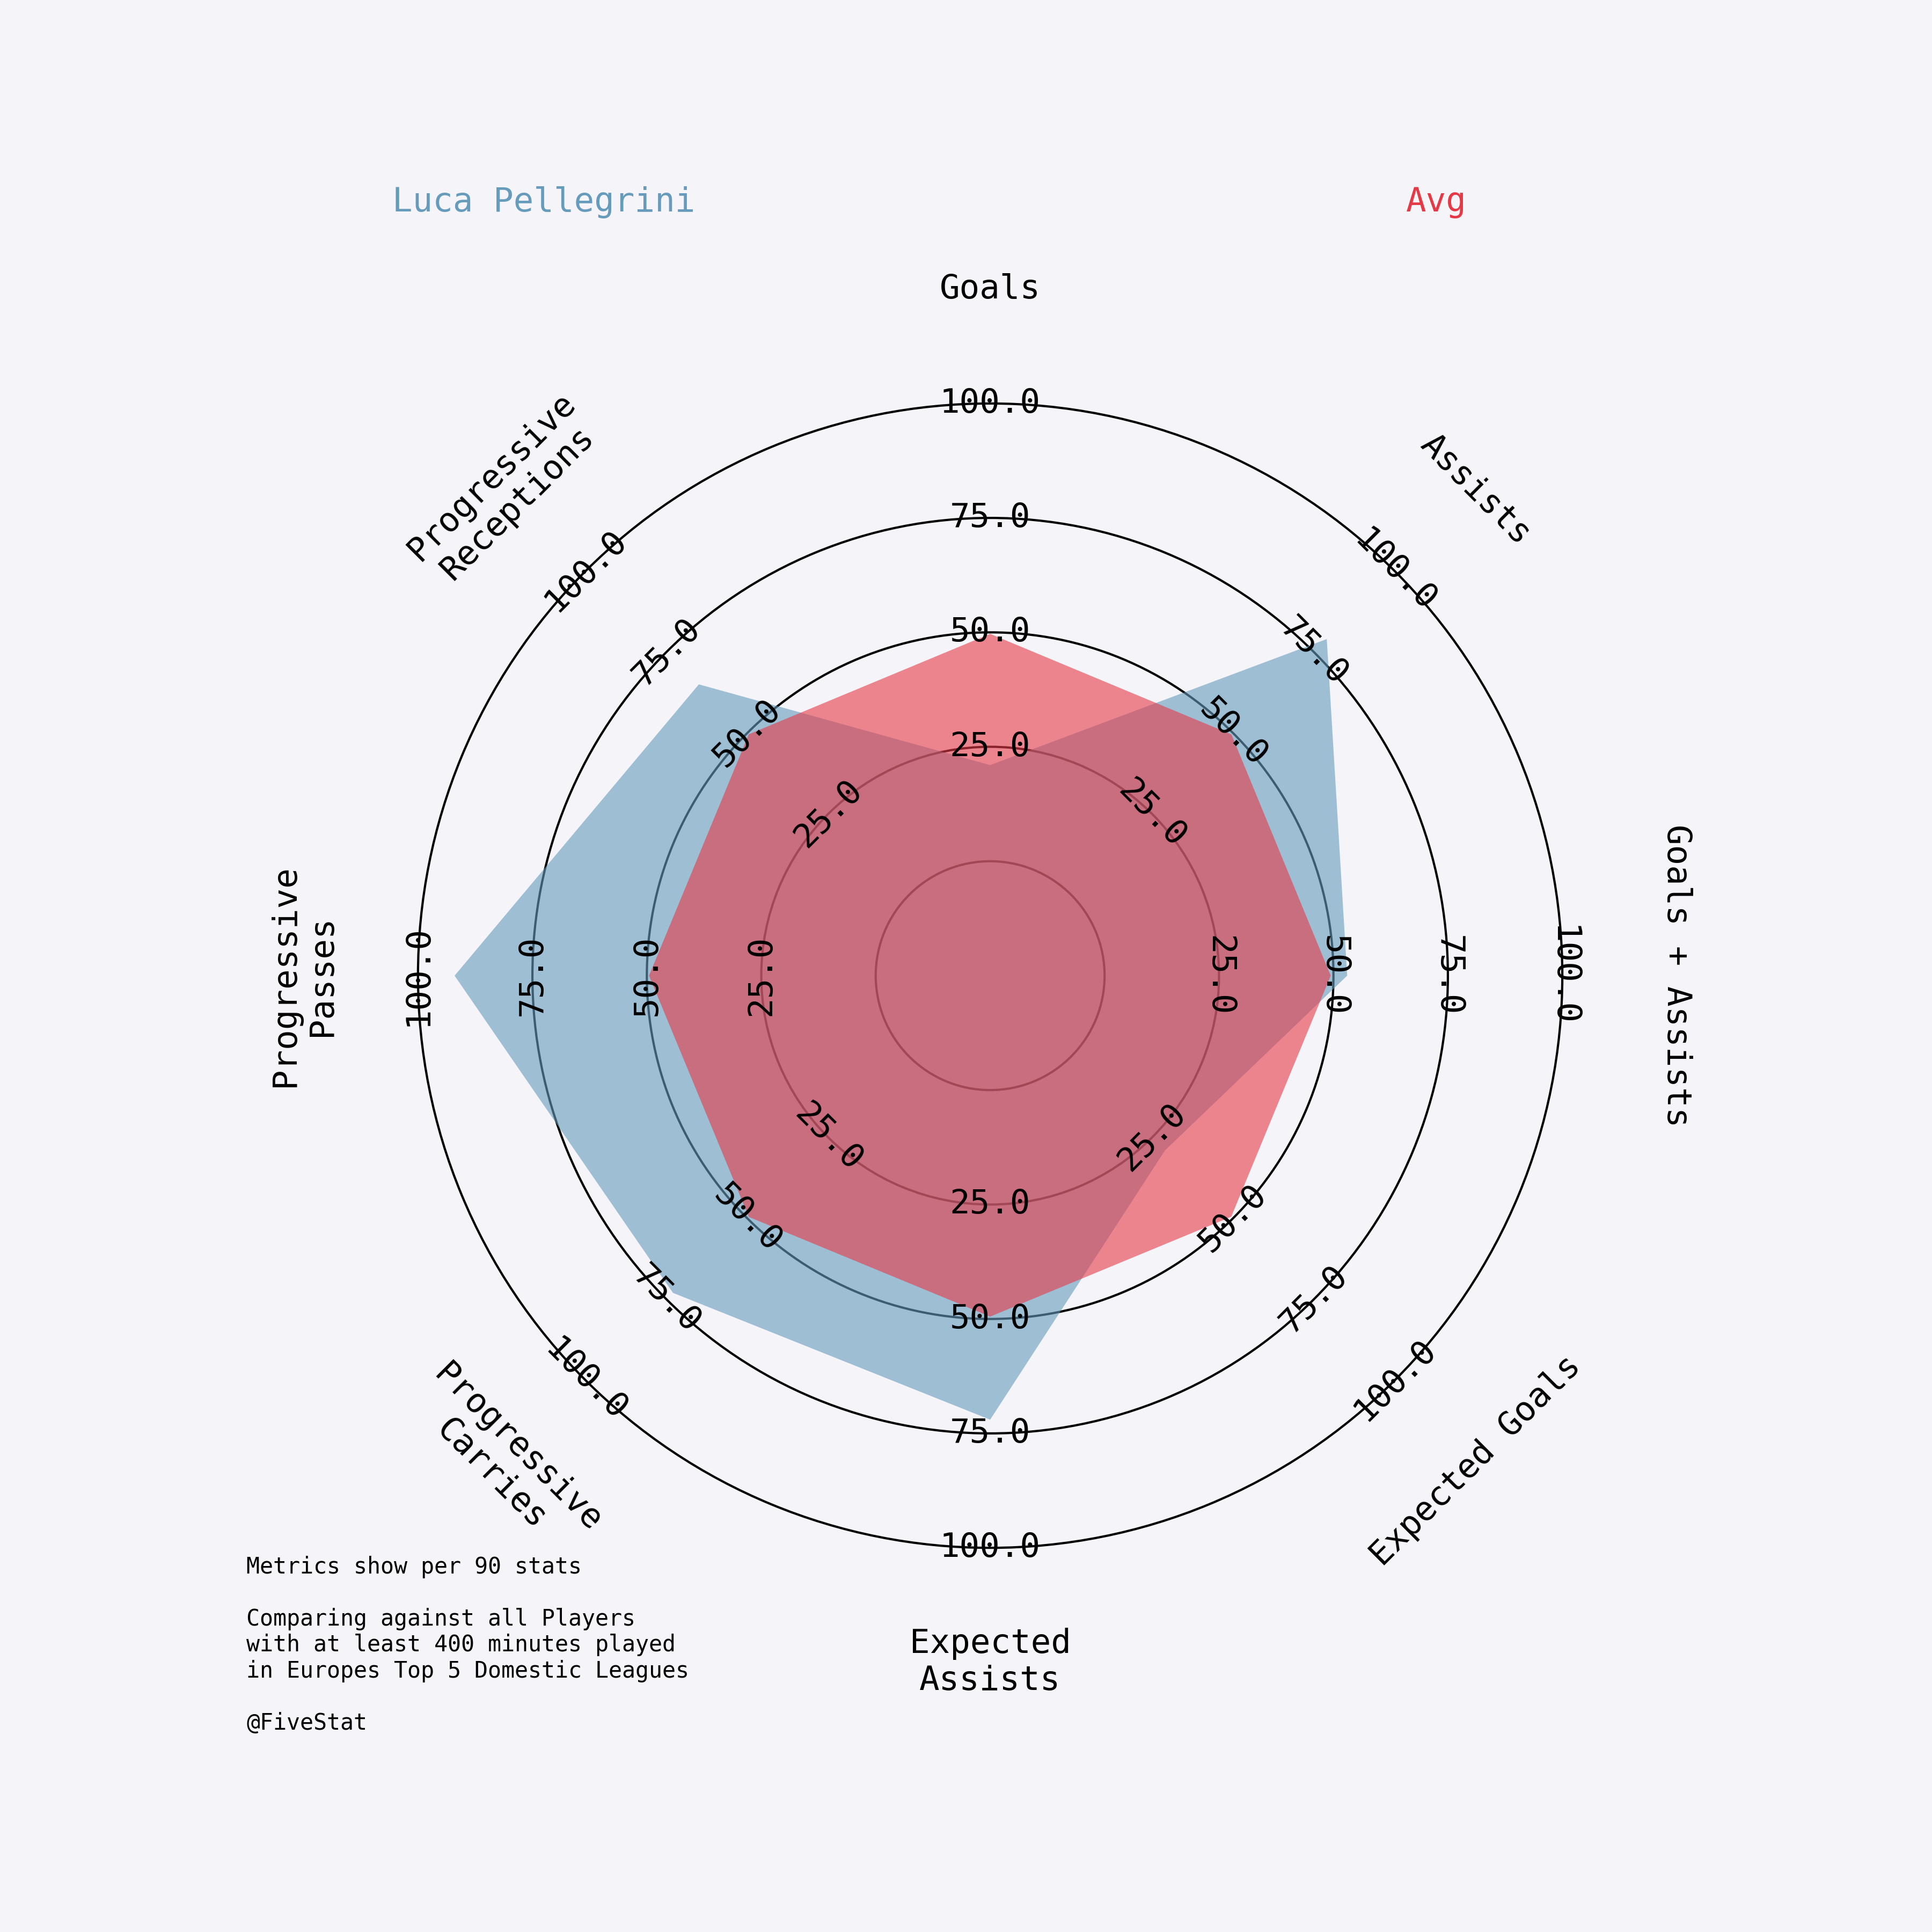 Luca Pellegrini
Avg
Goals
Assists
Goals + Assists
Expected Goals
Expected
Assists
Progressive
Carries
Progressive
Passes
Progressive
Receptions
100.0
75.0
50.0
25.0
100.0
75.0
50.0
25.0
100.0
75.0
50.0
25.0
100.0
75.0
50.0
25.0
100.0
75.0
50.0
25.0
100.0
75.0
50.0
25.0
100.0
75.0
50.0
25.0
100.0
75.0
50.0
25.0
Metrics show per 90 stats
Comparing against all Players
with at least 400 minutes played
in Europes Top 5 Domestic Leagues
@FiveStat